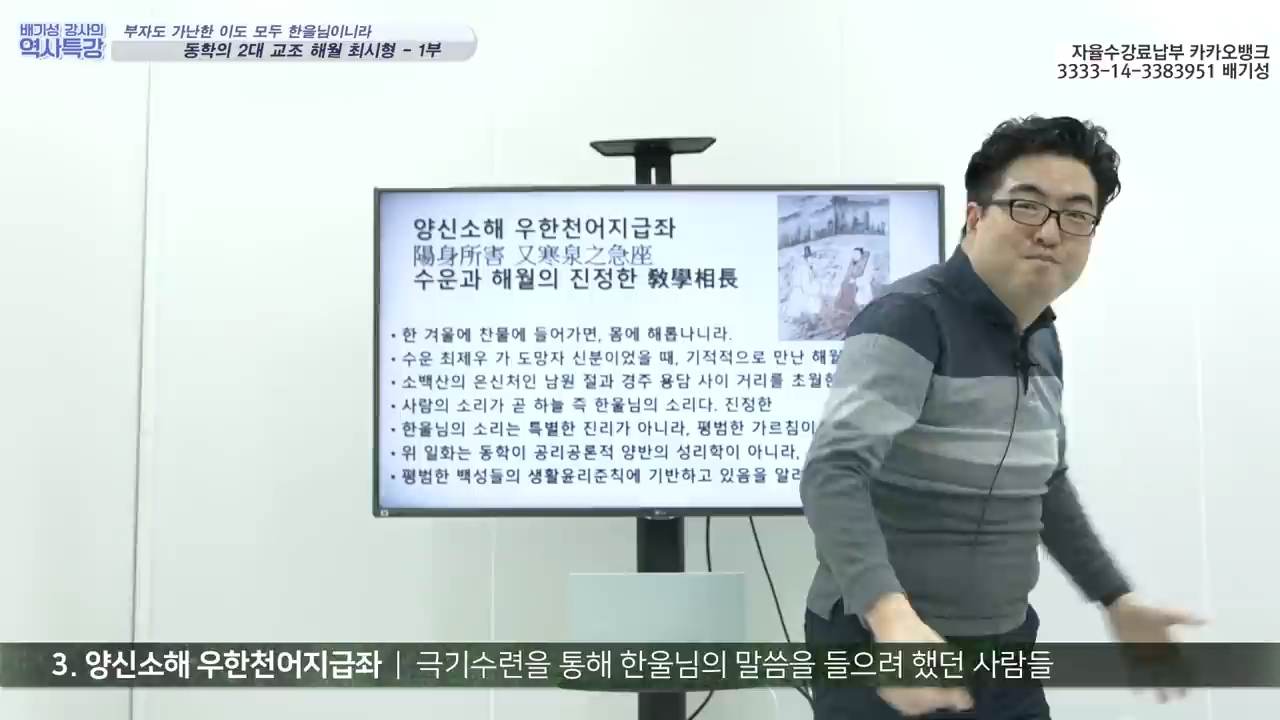 배기성 강사의
역사특강
부자도 가난한 이도 모두 한울님이니라
동학의 2대 교조 해월 최시형 - 1부
자율수강료납부 카카오뱅크
3333-14-3383951 배기성
양신소해 우한천어지급좌
陽身所害 又寒泉之急座
수운과 해월의 진정한 敎學相長
• 한 겨울에 찬물에 들어가면, 몸에 해롭나니라.
• 수운 최제우 가 도망자 신분이었을 때, 기적적으로 만난 해월
• 소백산의 은신처인 남원 절과 경주 용담 사이 거리를 초월한
• 사람의 소리가 곧 하늘 즉 한울님의 소리다. 진정한
• 한울님의 소리는 특별한 진리가 아니라, 평범한 가르침이
• 위 일화는 동학이 공리공론적 양반의 성리학이 아니라,
• 평범한 백성들의 생활윤리준칙에 기반하고 있음을 알려
3. 양신소해 우한천어지급좌 | 극기수련을 통해 한울님의 말씀을 들으려 했던 사람들